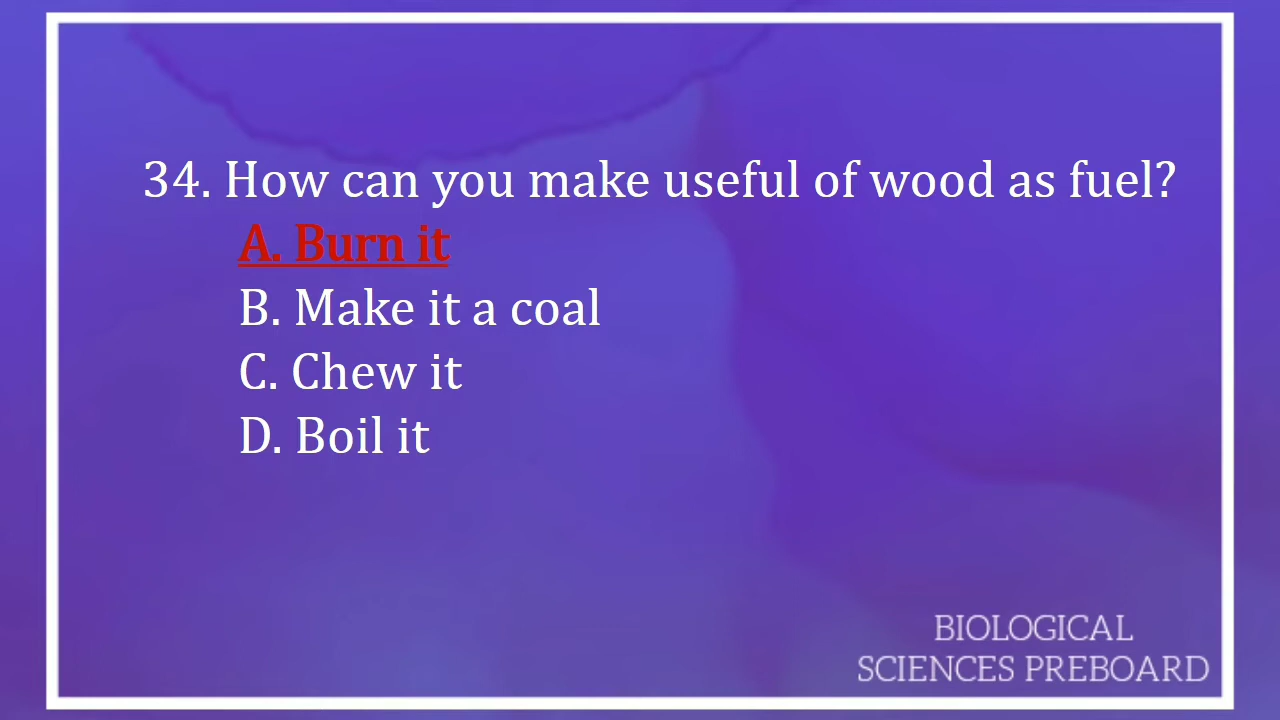 34. How can you make useful of wood as fuel?
A. Burn it
B. Make it a coal
C. Chew it
D. Boil it
BIOLOGICAL
SCIENCES PREBOARD